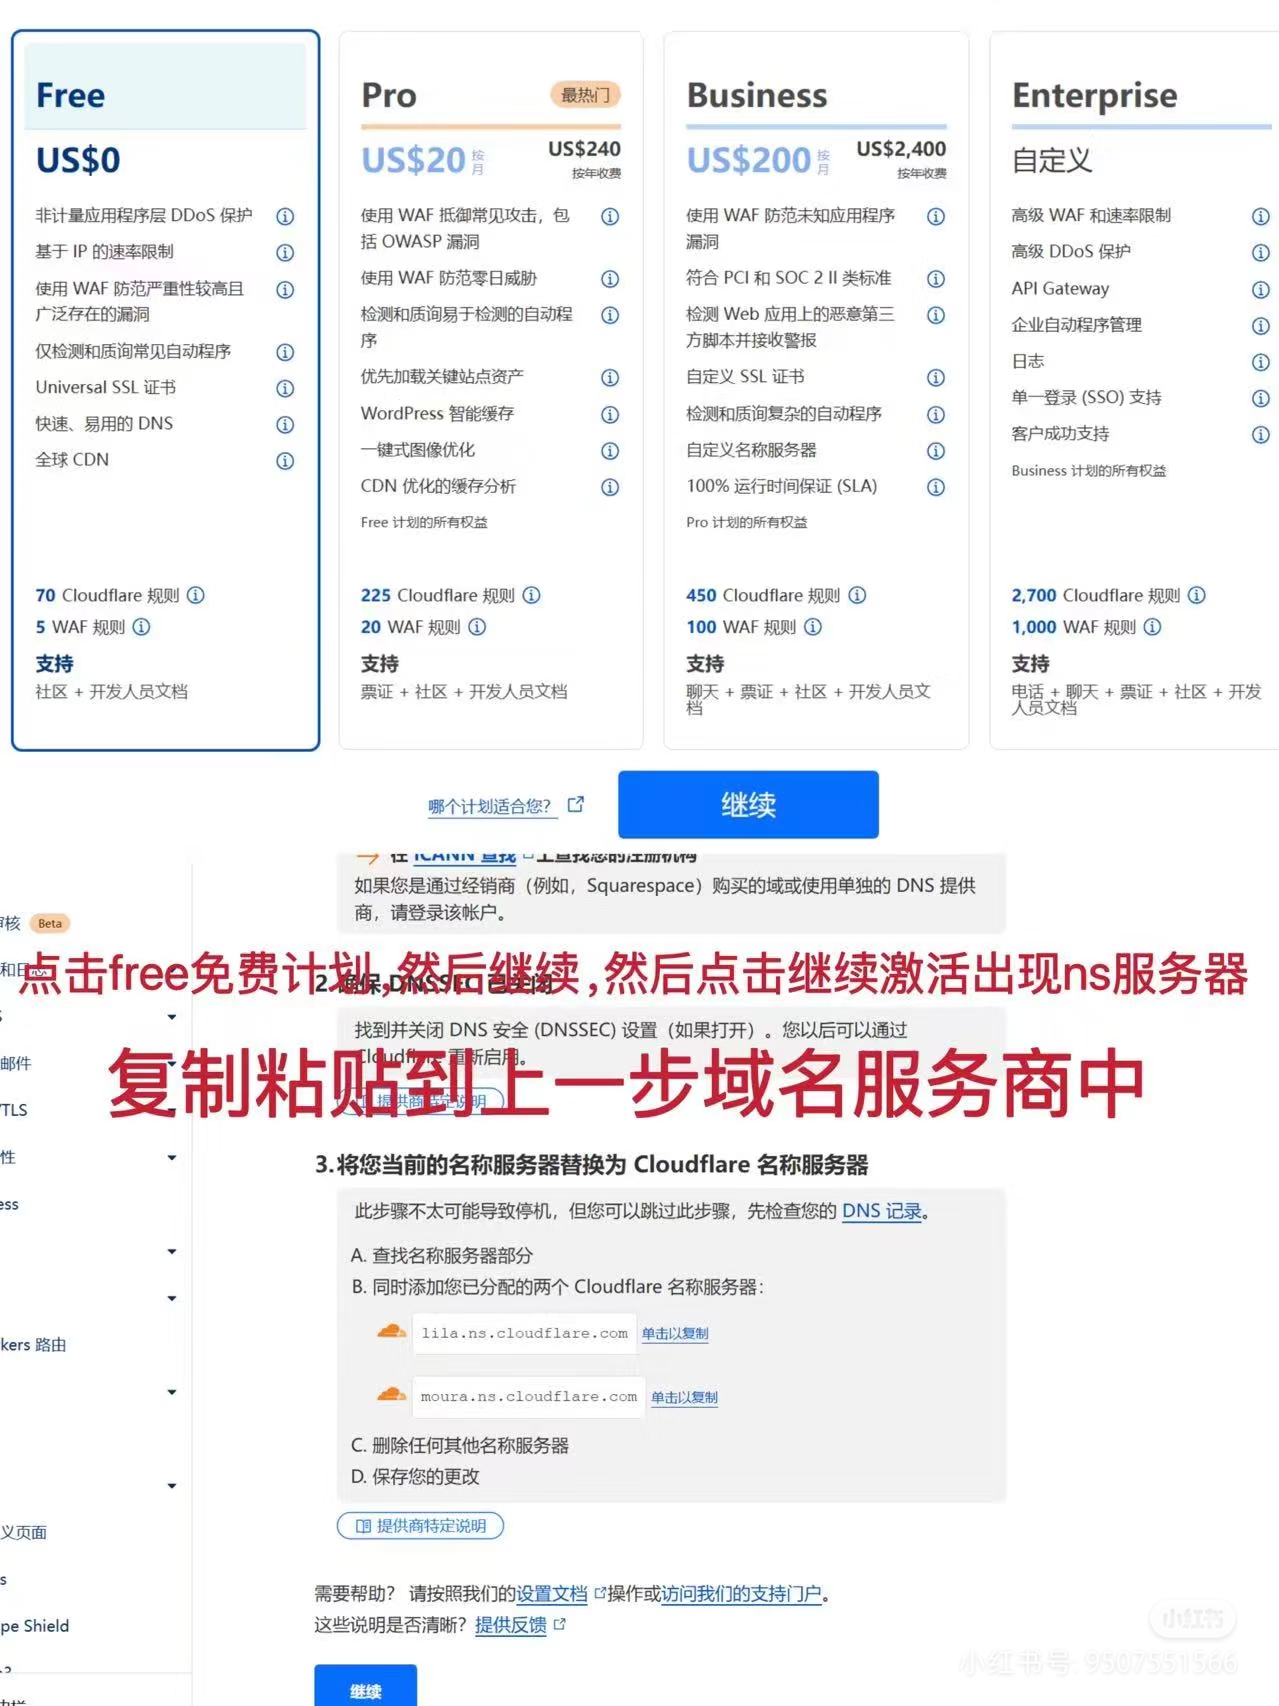 Free
US$0
非计量应用程序层 DDoS 保护
基于 IP 的速率限制
使用 WAF 防范严重性较高且
广泛存在的漏洞
仅检测和质询常见自动程序
Universal SSL 证书
快速、易用的 DNS
全球 CDN
70 Cloudflare 规则
5 WAF 规则
支持
社区 + 开发人员文档
Pro
最热门
US$20 按月
US$240
按年收费
使用 WAF 抵御常见攻击，包
括 OWASP 漏洞
使用 WAF 防范零日威胁
检测和质询易于检测的自动程
序
优先加载关键站点资产
WordPress 智能缓存
一键式图像优化
CDN 优化的缓存分析
Free 计划的所有权益
225 Cloudflare 规则
20 WAF 规则
支持
票证 + 社区 + 开发人员文档
Business
US$200 按月
US$2,400
按年收费
使用 WAF 防范未知应用程序
漏洞
符合 PCI 和 SOC 2 II 类标准
检测 Web 应用上的恶意第三
方脚本并接收警报
自定义 SSL 证书
检测和质询复杂的自动程序
自定义名称服务器
100% 运行时间保证 (SLA)
Pro 计划的所有权益
450 Cloudflare 规则
100 WAF 规则
支持
聊天 + 票证 + 社区 + 开发人员文
档
Enterprise
自定义
高级 WAF 和速率限制
高级 DDoS 保护
API Gateway
企业自动程序管理
日志
单一登录 (SSO) 支持
客户成功支持
Business 计划的所有权益
2,700 Cloudflare 规则
1,000 WAF 规则
支持
电话 + 聊天 + 票证 + 社区 + 开发
人员文档
哪个计划适合您？
继续
在 ICANN 查找 上查找您的注册机构
如果您是通过经销商（例如，Squarespace）购买的域或使用单独的 DNS 提供
商，请登录该帐户。
核 Beta
和日志
点击free免费计划,然后继续,然后点击继续激活出现ns服务器
2.确保 DNSSEC 已关闭
找到并关闭 DNS 安全 (DNSSEC) 设置（如果打开）。您以后可以通过
Cloudflare 重新启用。
邮件
复制粘贴到上一步域名服务商中
提供商特定说明
/TLS
性
ess
kers 路由
义页面
s
pe Shield
3.将您当前的名称服务器替换为 Cloudflare 名称服务器
此步骤不太可能导致停机，但您可以跳过此步骤，先检查您的 DNS 记录。
A. 查找名称服务器部分
B. 同时添加您已分配的两个 Cloudflare 名称服务器：
lila.ns.cloudflare.com 单击以复制
moura.ns.cloudflare.com 单击以复制
C. 删除任何其他名称服务器
D. 保存您的更改
提供商特定说明
需要帮助？ 请按照我们的设置文档操作或访问我们的支持门户。
这些说明是否清晰？提供反馈
继续
小红书
小红书号: 9507551566